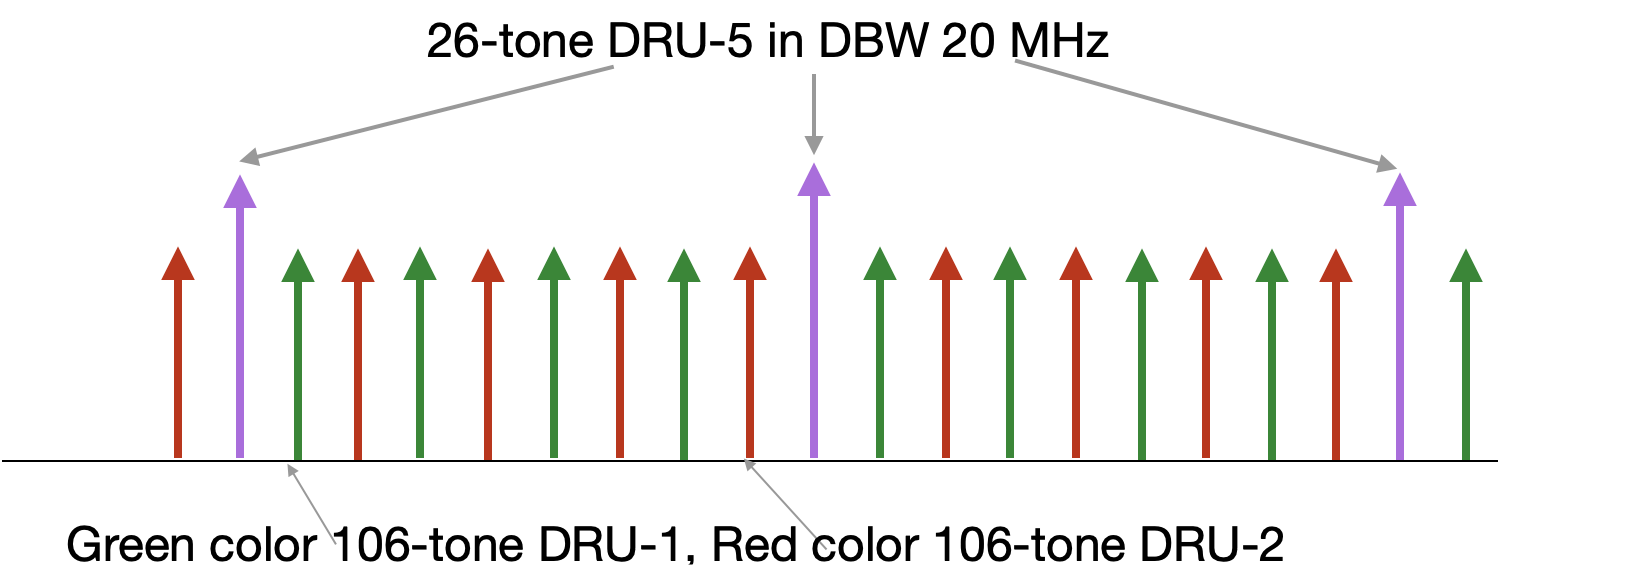 26-tone DRU-5 in DBW 20 MHz
Green color 106-tone DRU-1, Red color 106-tone DRU-2